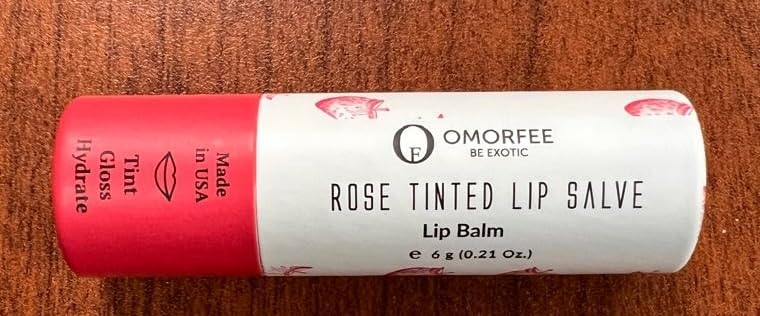 OMORFEE
BE EXOTIC
ROSE TINTED LIP SALVE
Lip Balm
e 6 g (0.21 Oz.)
Made
in USA
Tint
Gloss
Hydrate